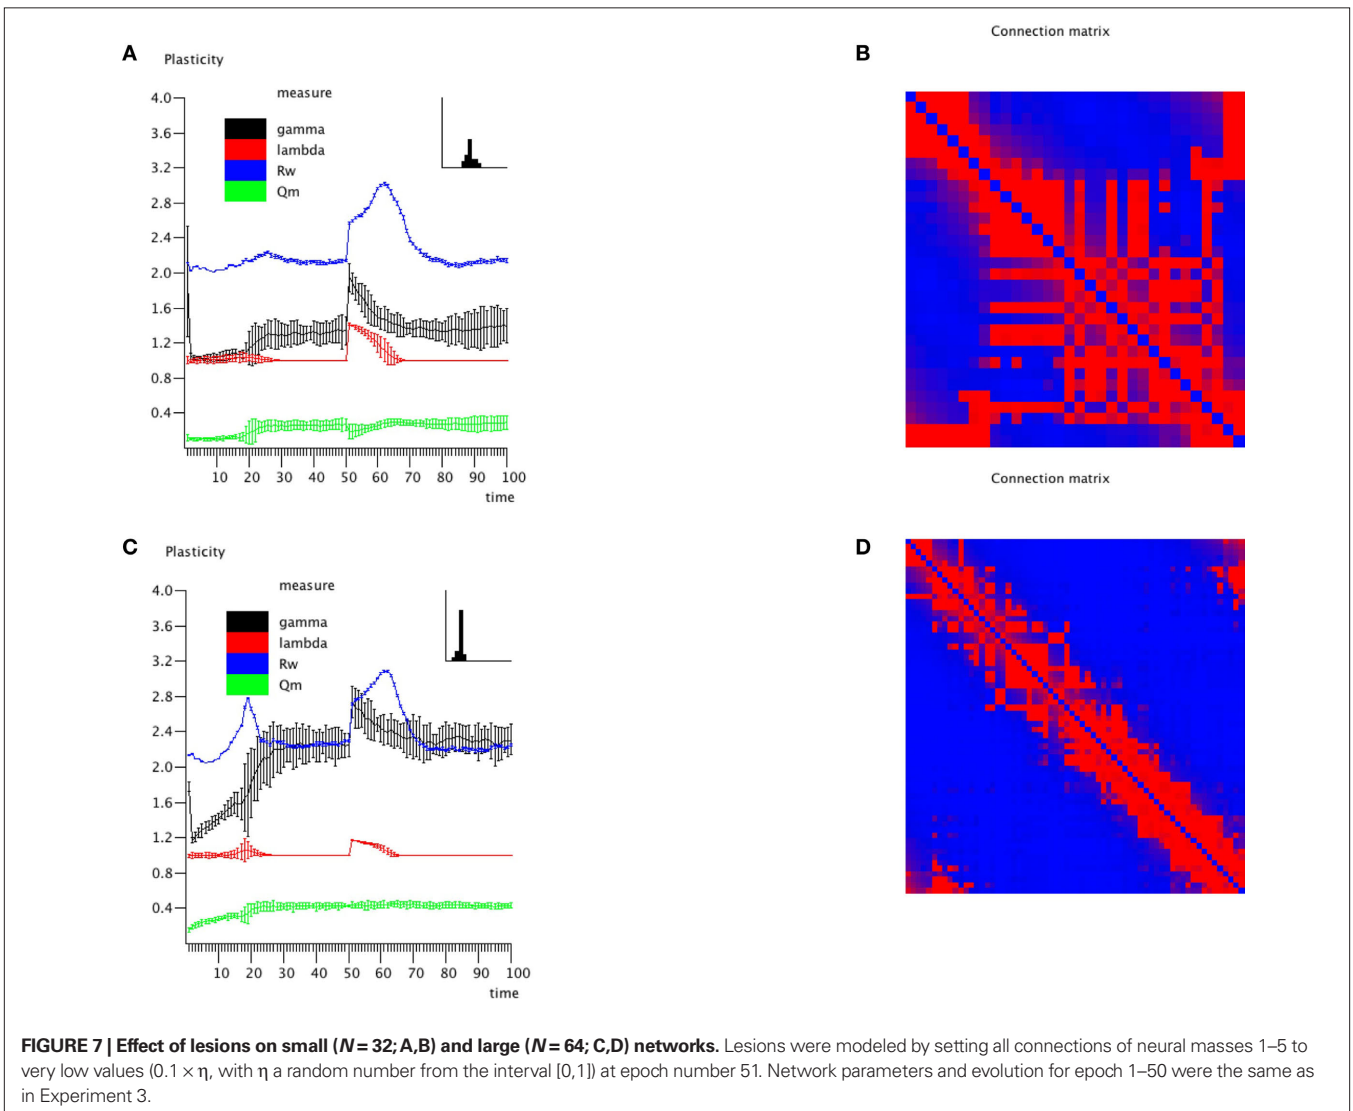 A
Plasticity
measure
gamma
lambda
Rw
Qm
4.0
3.6
3.2
2.8
2.4
2.0
1.6
1.2
0.8
0.4
10 20 30 40 50 60 70 80 90 100
time
Connection matrix
B
C
Plasticity
measure
gamma
lambda
Rw
Qm
4.0
3.6
3.2
2.8
2.4
2.0
1.6
1.2
0.8
0.4
10 20 30 40 50 60 70 80 90 100
time
Connection matrix
D
FIGURE 7 | Effect of lesions on small (N = 32; A,B) and large (N = 64; C,D) networks. Lesions were modeled by setting all connections of neural masses 1–5 to
very low values (0.1 × η, with η a random number from the interval [0,1]) at epoch number 51. Network parameters and evolution for epoch 1–50 were the same as
in Experiment 3.